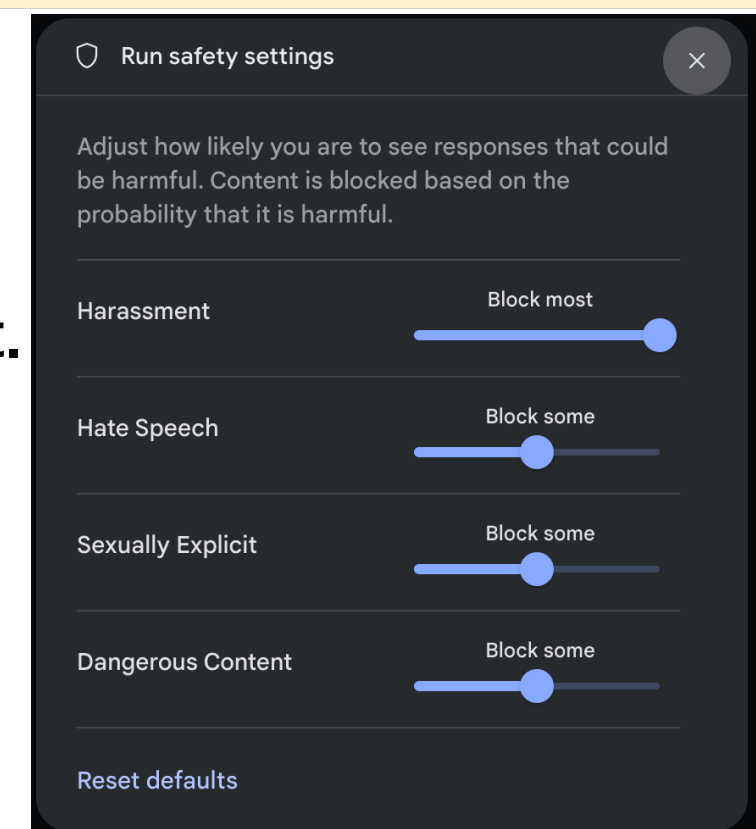 Run safety settings
Adjust how likely you are to see responses that could
be harmful. Content is blocked based on the
probability that it is harmful.
Harassment
Block most
Hate Speech
Block some
Sexually Explicit
Block some
Dangerous Content
Block some
Reset defaults